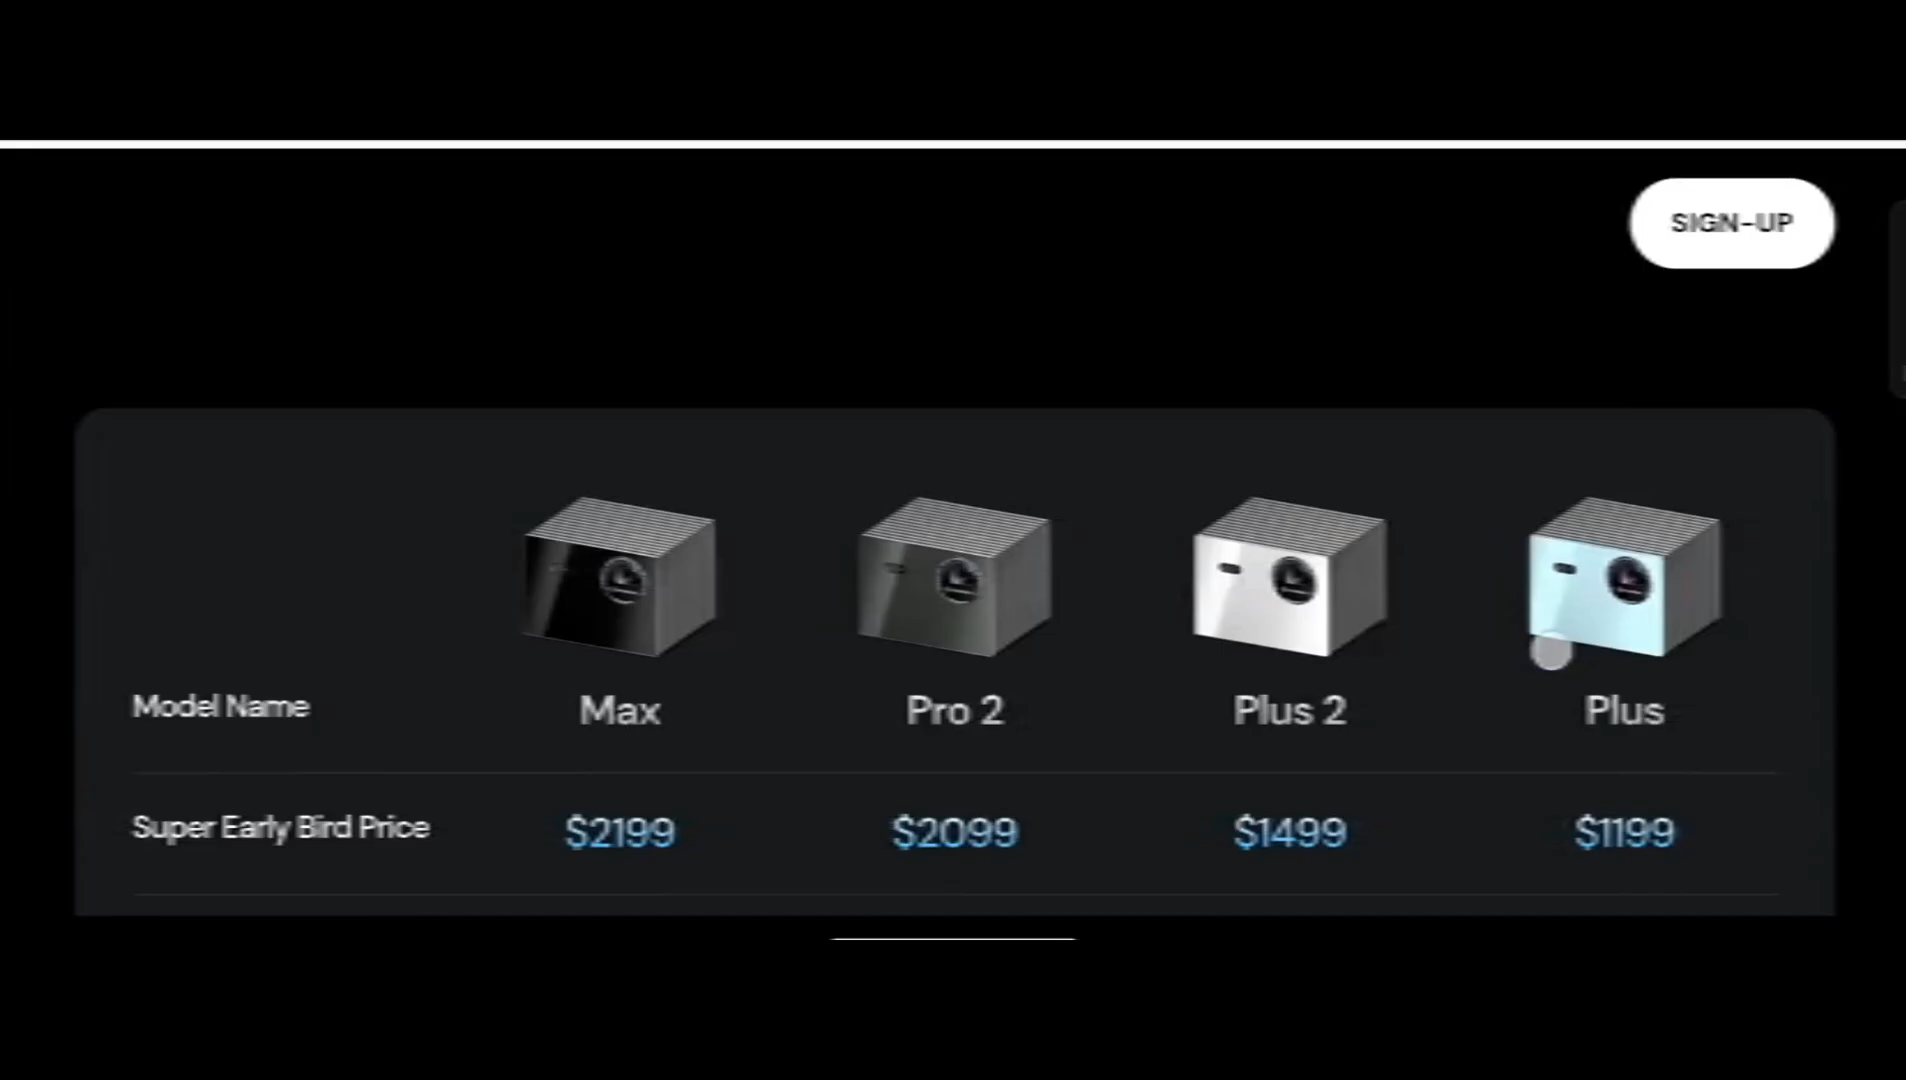 SIGN-UP
Model Name Max Pro 2 Plus 2 Plus
Super Early Bird Price $2199 $2099 $1499 $1199